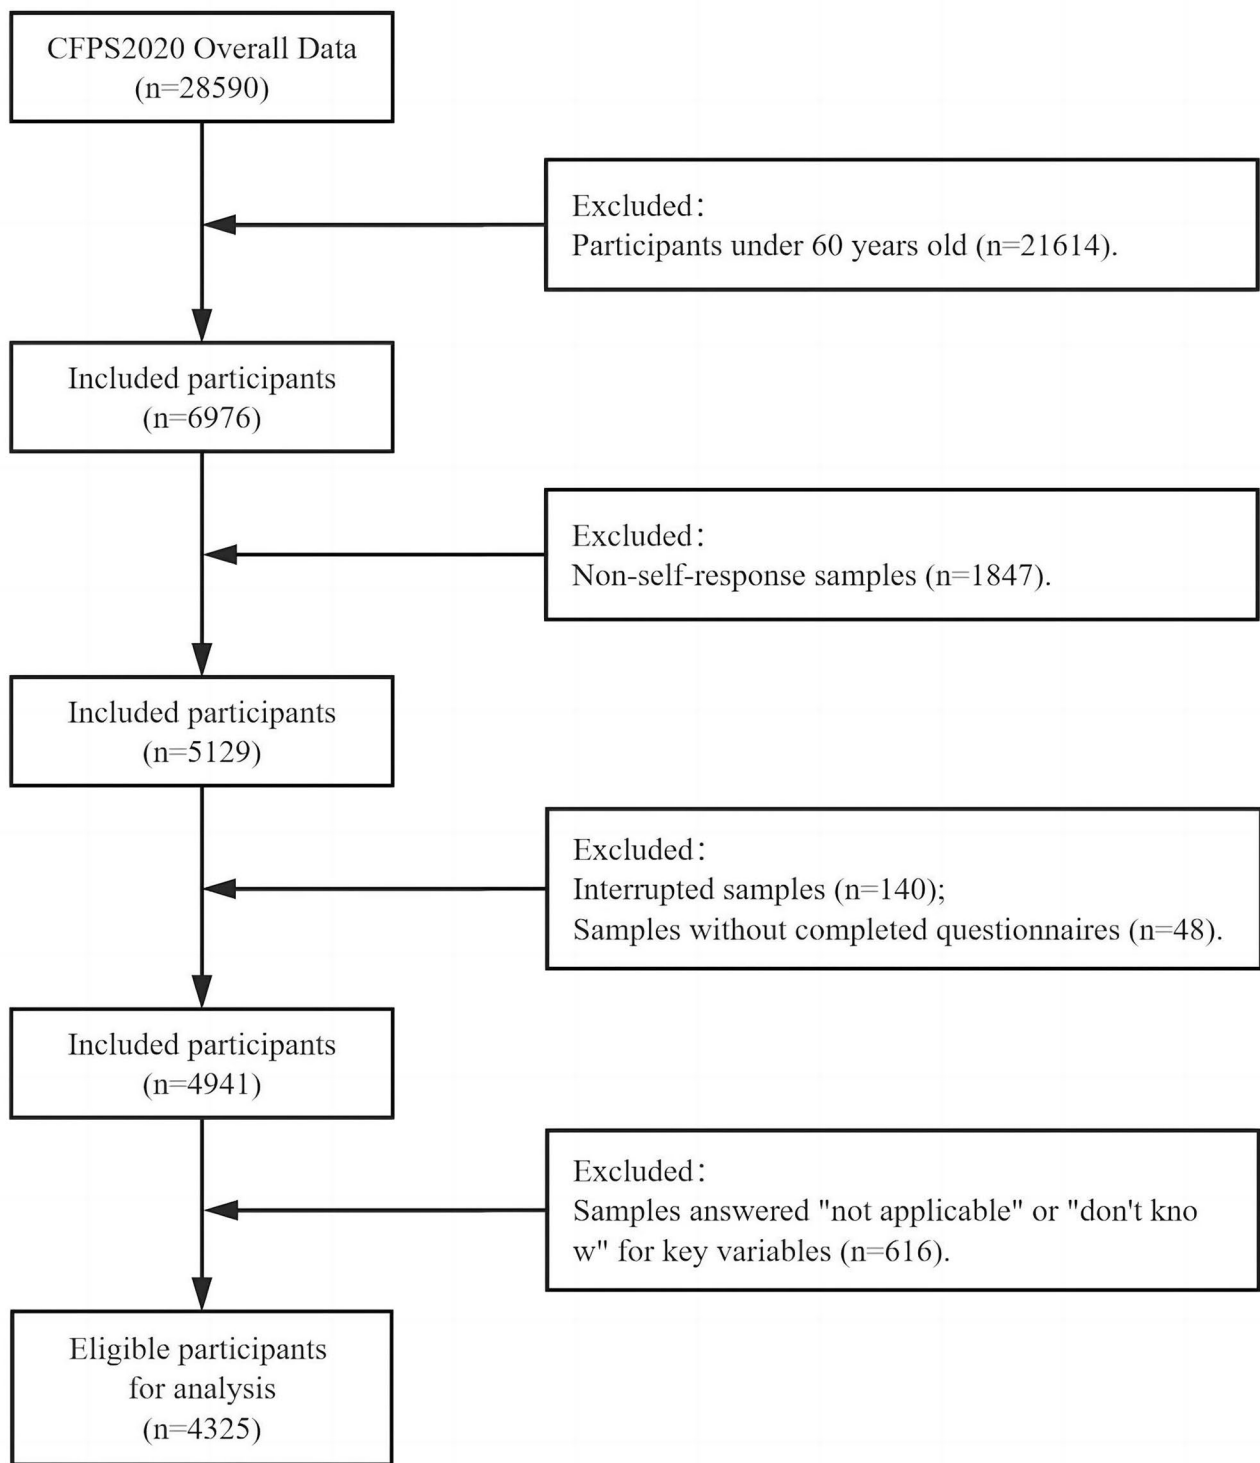 CFPS2020 Overall Data
(n=28590)
Excluded：
Participants under 60 years old (n=21614).
Included participants
(n=6976)
Excluded：
Non-self-response samples (n=1847).
Included participants
(n=5129)
Excluded：
Interrupted samples (n=140);
Samples without completed questionnaires (n=48).
Included participants
(n=4941)
Excluded：
Samples answered "not applicable" or "don't kno
w" for key variables (n=616).
Eligible participants
for analysis
(n=4325)